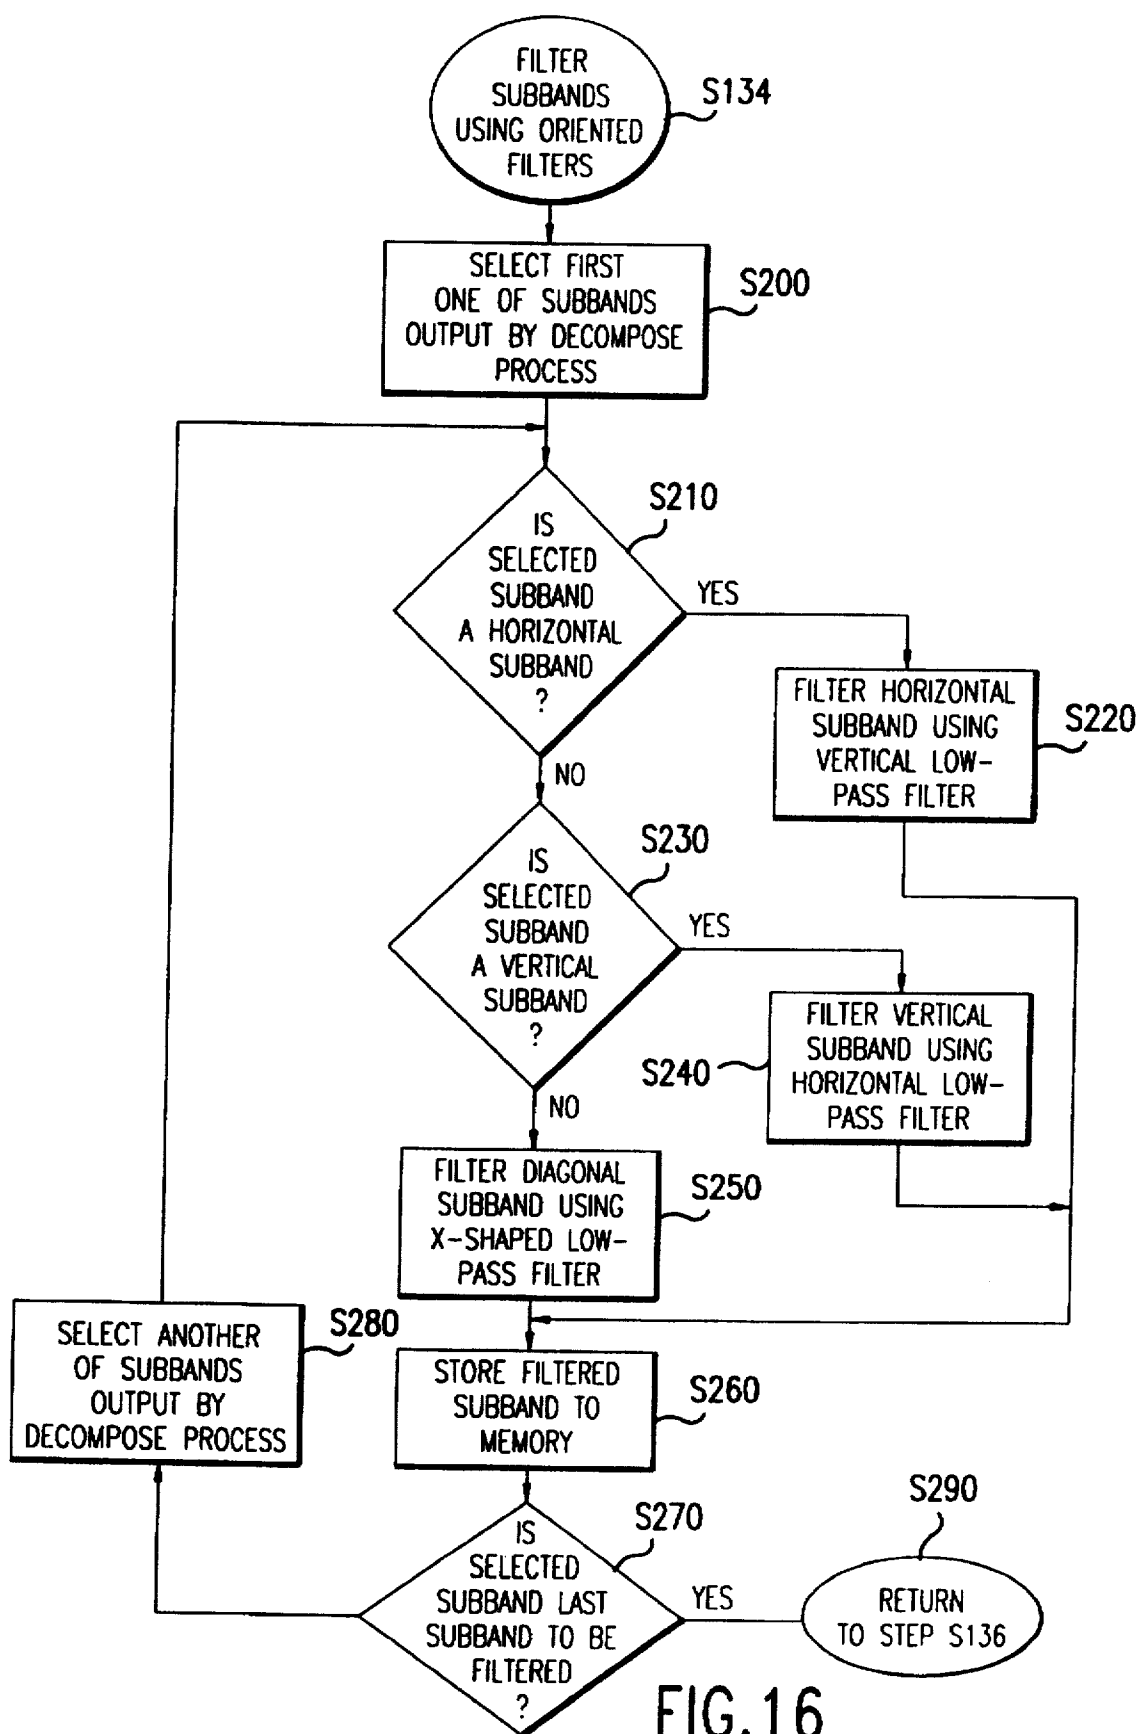 FILTER
SUBBANDS
USING ORIENTED
FILTERS
S134
SELECT FIRST
ONE OF SUBBANDS
OUTPUT BY DECOMPOSE
PROCESS
S200
IS
SELECTED
SUBBAND
A HORIZONTAL
SUBBAND
?
S210
YES
NO
FILTER HORIZONTAL
SUBBAND USING
VERTICAL LOW-
PASS FILTER
S220
IS
SELECTED
SUBBAND
A VERTICAL
SUBBAND
?
S230
YES
NO
FILTER VERTICAL
SUBBAND USING
HORIZONTAL LOW-
PASS FILTER
S240
FILTER DIAGONAL
SUBBAND USING
X-SHAPED LOW-
PASS FILTER
S250
SELECT ANOTHER
OF SUBBANDS
OUTPUT BY
DECOMPOSE PROCESS
S280
STORE FILTERED
SUBBAND TO
MEMORY
S260
IS
SELECTED
SUBBAND LAST
SUBBAND TO BE
FILTERED
?
S270
YES
RETURN
TO STEP S136
S290
FIG.16